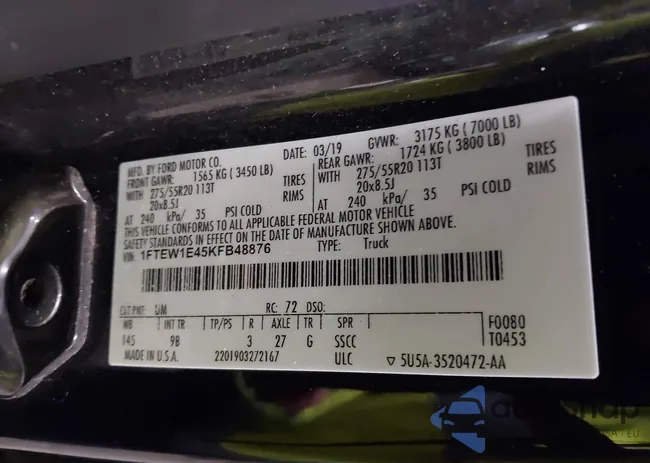 MFD. BY FORD MOTOR CO. DATE: 03/19 GVWR: 3175 KG ( 7000 LB)
FRONT GAWR: 1565 KG ( 3450 LB) REAR GAWR: 1724 KG ( 3800 LB)
WITH 275/55R20 113T TIRES WITH 275/55R20 113T TIRES
20x8.5J RIMS 20x8.5J RIMS
AT 240 kPa/ 35 PSI COLD AT 240 kPa/ 35 PSI COLD
THIS VEHICLE CONFORMS TO ALL APPLICABLE FEDERAL MOTOR VEHICLE
SAFETY STANDARDS IN EFFECT ON THE DATE OF MANUFACTURE SHOWN ABOVE.
VIN: 1FTEW1E45KFB48876 TYPE: Truck
EXT PNT: UM RC: 72 DSO:
WB INT TR TP/PS R AXLE TR SPR F0080
145 9B 3 27 G SSCC T0453
MADE IN U.S.A. 2201903272167 ULC ▽ 5U5A-3520472-AA